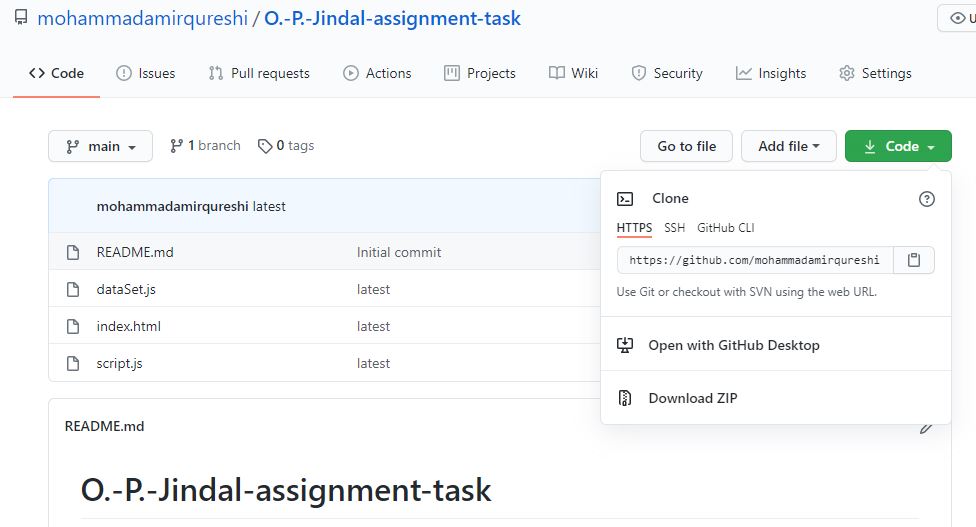 mohammadamirqureshi / O.-P.-Jindal-assignment-task
Code Issues Pull requests Actions Projects Wiki Security Insights Settings
main 1 branch 0 tags Go to file Add file Code
mohammadamirqureshi latest
README.md Initial commit
dataSet.js latest
index.html latest
script.js latest
Clone
HTTPS SSH GitHub CLI
https://github.com/mohammadamirqureshi
Use Git or checkout with SVN using the web URL.
Open with GitHub Desktop
Download ZIP
README.md
O.-P.-Jindal-assignment-task